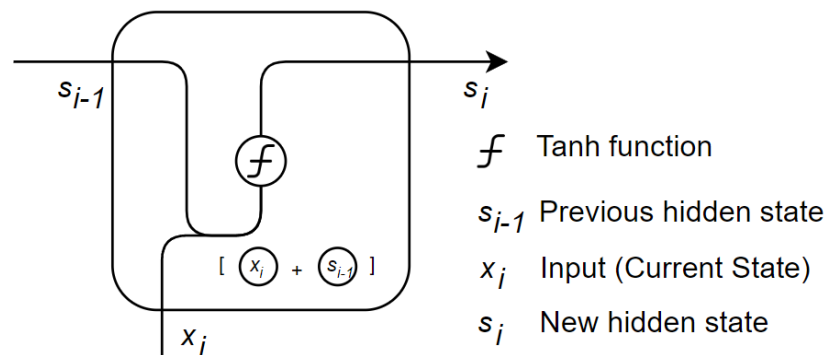 s_{i-1}
s_i
[ x_i + s_{i-1} ]
x_i
f Tanh function
s_{i-1} Previous hidden state
x_i Input (Current State)
s_i New hidden state